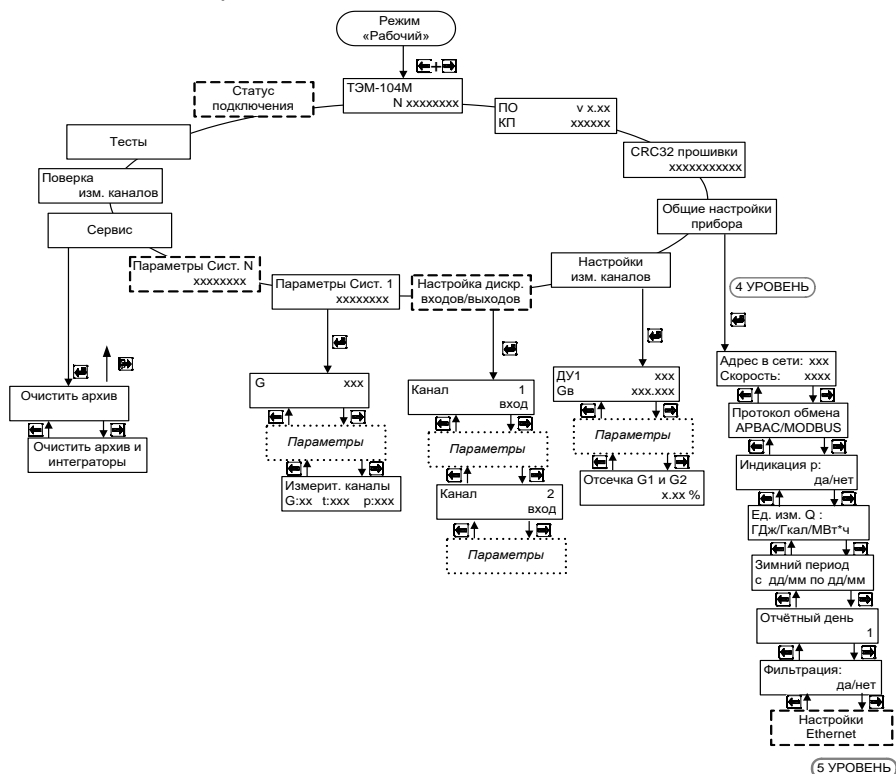 Режим
«Рабочий»
ТЭМ-104М
N xxxxxxxx
Статус
подключения
ПО v x.xx
КП xxxxxx
Тесты
CRC32 прошивки
xxxxxxxxxxx
Поверка
изм. каналов
Общие настройки
прибора
Сервис
Настройки
изм. каналов
Параметры Сист. N
xxxxxxxx
Параметры Сист. 1
xxxxxxxx
Настройка дискр.
входов/выходов
4 УРОВЕНЬ
Очистить архив
Очистить архив и
интеграторы
G xxx
Параметры
Измерит. каналы
G:xx t:xxx p:xxx
Канал 1
вход
Параметры
Канал 2
вход
Параметры
ДУ1 xxx
Gв xxx.xxx
Параметры
Отсечка G1 и G2
x.xx %
Адрес в сети: xxx
Скорость: xxxx
Протокол обмена
АРВАС/MODBUS
Индикация p:
да/нет
Ед. изм. Q :
ГДж/Гкал/МВт*ч
Зимний период
с дд/мм по дд/мм
Отчётный день
1
Фильтрация:
да/нет
Настройки
Ethernet
5 УРОВЕНЬ